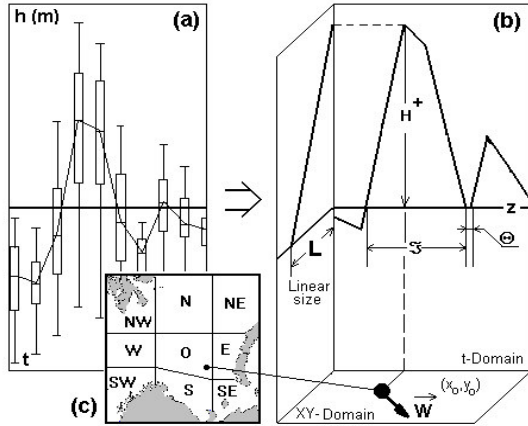 h (m)
(a)
(b)
H+
z
Θ
L
ℑ
Linear
size
t
N
NE
NW
W
O
E
SW
S
SE
(c)
t-Domain
(x₀,y₀)
W
XY-Domain